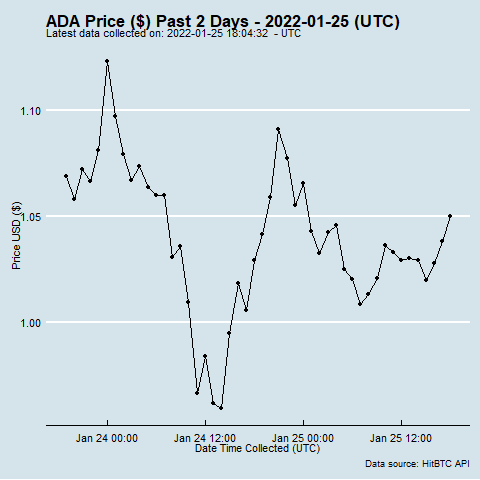 ADA Price ($) Past 2 Days - 2022-01-25 (UTC)
Latest data collected on: 2022-01-25 18:04:32 - UTC
1.10
1.05
1.00
Price USD ($)
Jan 24 00:00 Jan 24 12:00 Jan 25 00:00 Jan 25 12:00
Date Time Collected (UTC)
Data source: HitBTC API